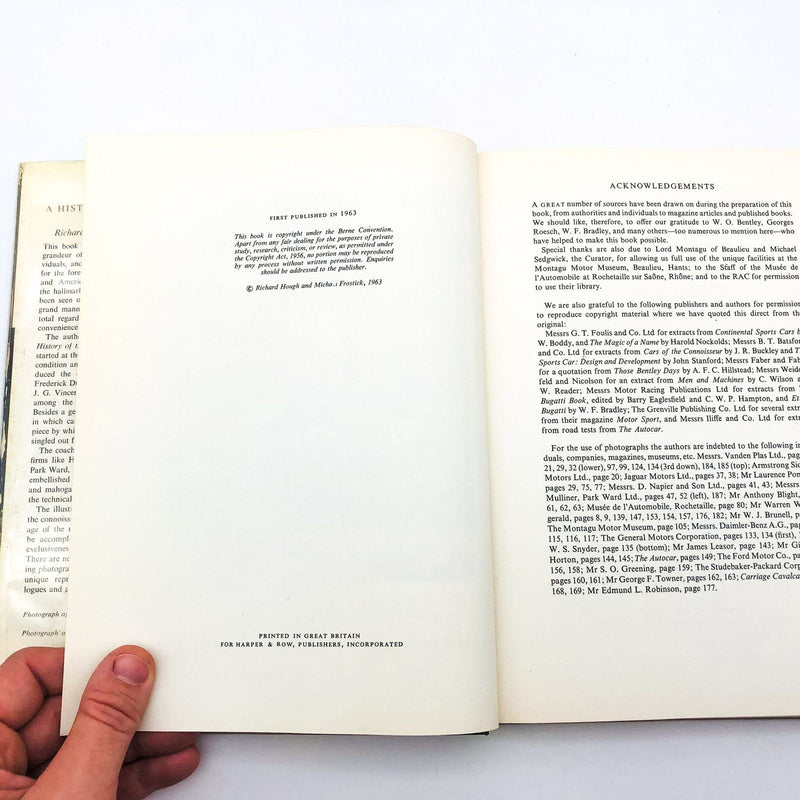 A HIST
Richard
This book
grandeur of
viduals, and
for the fore
and America
the hallmar
been seen o
grand mann
total regard
convenience
The autho
History of th
started at the
condition an
duced the
Frederick Du
J. G. Vincen
among the
Besides a ge
in which ca
piece by whi
singled out f
The coach
firms like H
Park Ward,
embellished
and mahoga
the technical
The illust
the connoiss
age of the r
be accompl
exclusivenes
There are no
ing photogra
unique repr
logues and g
Photograph of
Photograph o
FIRST PUBLISHED IN 1963
This book is copyright under the Berne Convention.
Apart from any fair dealing for the purposes of private
study, research, criticism, or review, as permitted under
the Copyright Act, 1956, no portion may be reproduced
by any process without written permission. Enquiries
should be addressed to the publisher.
© Richard Hough and Micha Frostick, 1963
PRINTED IN GREAT BRITAIN
FOR HARPER & ROW, PUBLISHERS, INCORPORATED
ACKNOWLEDGEMENTS
A GREAT number of sources have been drawn on during the preparation of this
book, from authorities and individuals to magazine articles and published books.
We should like, therefore, to offer our gratitude to W. O. Bentley, Georges
Roesch, W. F. Bradley, and many others—too numerous to mention here—who
have helped to make this book possible.
Special thanks are also due to Lord Montagu of Beaulieu and Michael
Sedgwick, the Curator, for allowing us full use of the unique facilities at the
Montagu Motor Museum, Beaulieu, Hants; to the Staff of the Musée de
l'Automobile at Rochetaille sur Saône, Rhône; and to the RAC for permission
to use their library.
We are also grateful to the following publishers and authors for permission
to reproduce copyright material where we have quoted this direct from the
original:
Messrs G. T. Foulis and Co. Ltd for extracts from Continental Sports Cars b
W. Boddy, and The Magic of a Name by Harold Nockolds; Messrs B. T. Batsfor
and Co. Ltd for extracts from Cars of the Connoisseur by J. R. Buckley and T
Sports Car: Design and Development by John Stanford; Messrs Faber and Fab
for a quotation from Those Bentley Days by A. F. C. Hillstead; Messrs Weide
feld and Nicolson for an extract from Men and Machines by C. Wilson a
W. Reader; Messrs Motor Racing Publications Ltd for extracts from
Bugatti Book, edited by Barry Eaglesfield and C. W. P. Hampton, and Et
Bugatti by W. F. Bradley; The Grenville Publishing Co. Ltd for several extr
from their magazine Motor Sport, and Messrs Iliffe and Co. Ltd for extr
from road tests from The Autocar.
For the use of photographs the authors are indebted to the following in
duals, companies, magazines, museums, etc. Messrs. Vanden Plas Ltd., pag
21, 29, 32 (lower), 97, 99, 124, 134 (3rd down), 184, 185 (top); Armstrong Sid
Motors Ltd., page 20; Jaguar Motors Ltd., pages 37, 38; Mr Laurence Pon
pages 29, 75, 77; Messrs. D. Napier and Son Ltd., pages 41, 43; Messrs
Mulliner, Park Ward Ltd., pages 47, 52 (left), 187; Mr Anthony Blight,
61, 62, 63; Musée de l'Automobile, Rochetaille, page 80; Mr Warren W
gerald, pages 8, 9, 139, 147, 153, 154, 157, 176, 182; Mr W. J. Brunell, p
The Montagu Motor Museum, page 105; Messrs. Daimler-Benz A.G., pag
115, 116, 117; The General Motors Corporation, pages 133, 134 (first),
W. S. Snyder, page 135 (bottom); Mr James Leasor, page 143; Mr Gi
Horton, pages 144, 145; The Autocar, page 149; The Ford Motor Co., pa
156, 158; Mr S. O. Greening, page 159; The Studebaker-Packard Corp
pages 160, 161; Mr George F. Towner, pages 162, 163; Carriage Cavalca
168, 169; Mr Edmund L. Robinson, page 177.